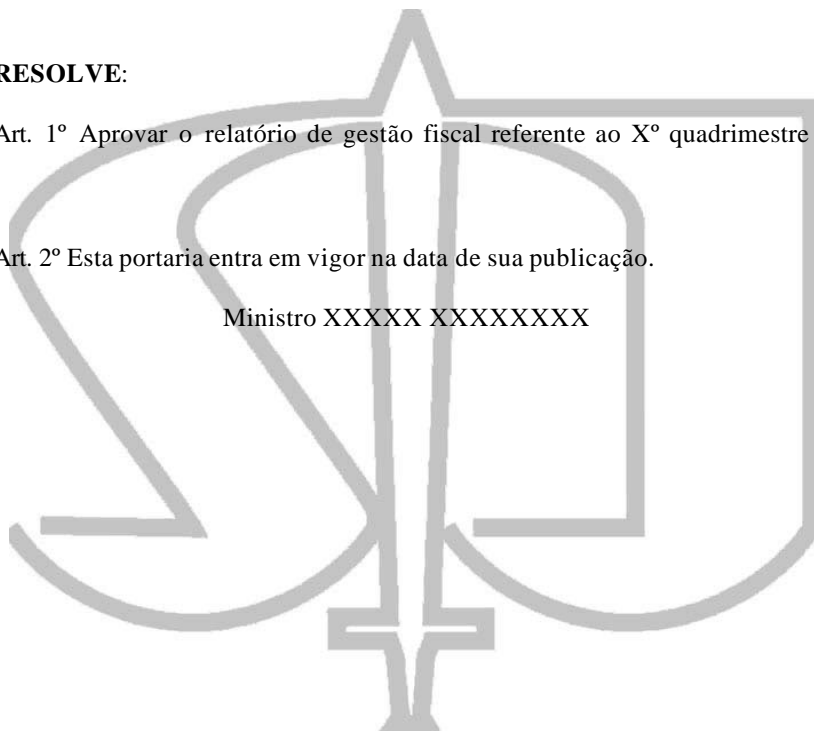 RESOLVE:
Art. 1º Aprovar o relatório de gestão fiscal referente ao Xº quadrimestre
Art. 2º Esta portaria entra em vigor na data de sua publicação.
Ministro XXXXX XXXXXXXX